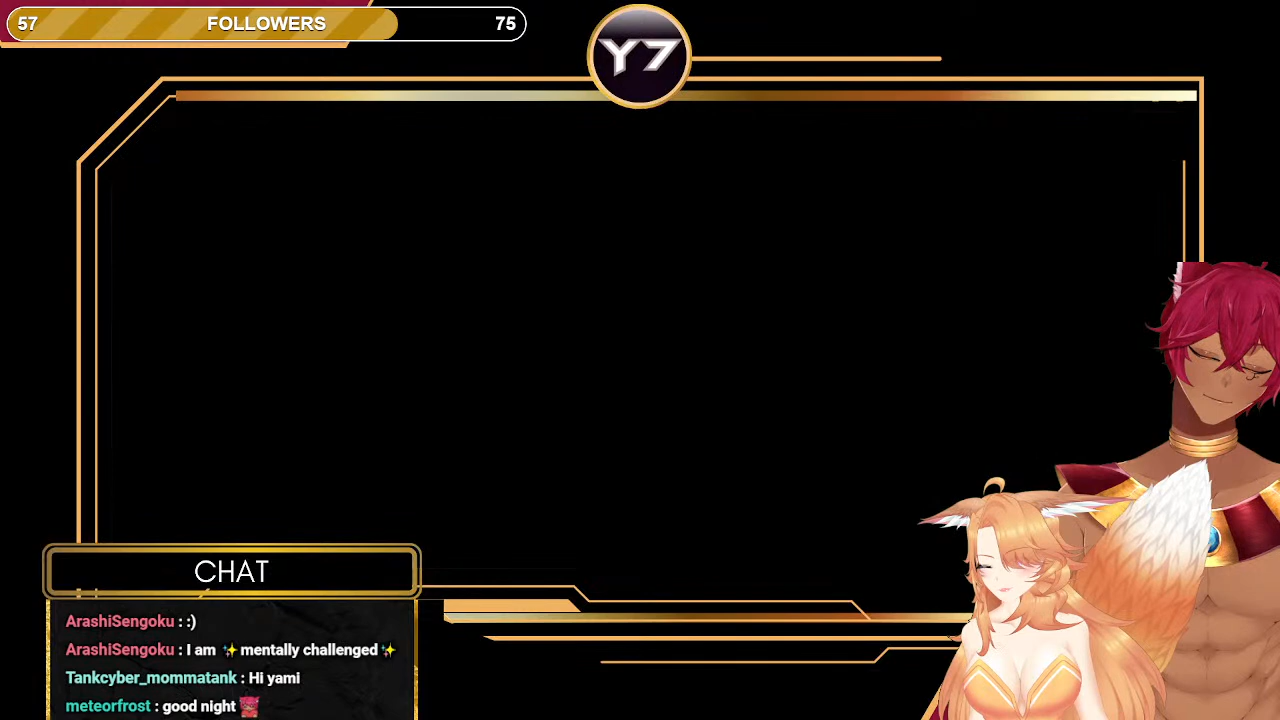 57 FOLLOWERS 75
Y7
CHAT
ArashiSengoku : :)
ArashiSengoku : I am ✨mentally challenged✨
Tankcyber_mommatank : Hi yami
meteorfrost : good night